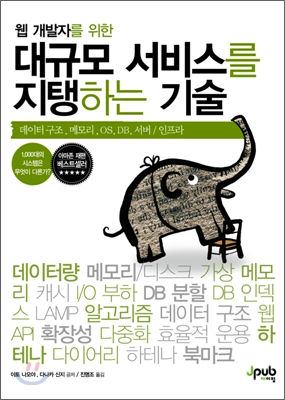 웹 개발자를 위한
대규모 서비스를
지탱하는 기술
데이터 구조, 메모리, OS, DB, 서버 / 인프라
1,000대의
시스템은
무엇이 다른가?
아마존 재팬
베스트셀러
★★★★★
데이터량 메모리/디스크 가상 메모
리 캐시 I/O 부하 DB 분할 DB 인덱
스 LAMP 알고리즘 데이터 구조 웹
API 확장성 다중화 효율적 운용 하
테나 다이어리 하테나 북마크
이토 나오야, 다나카 신지 공저 / 진명조 옮김
Jpub
제이펍